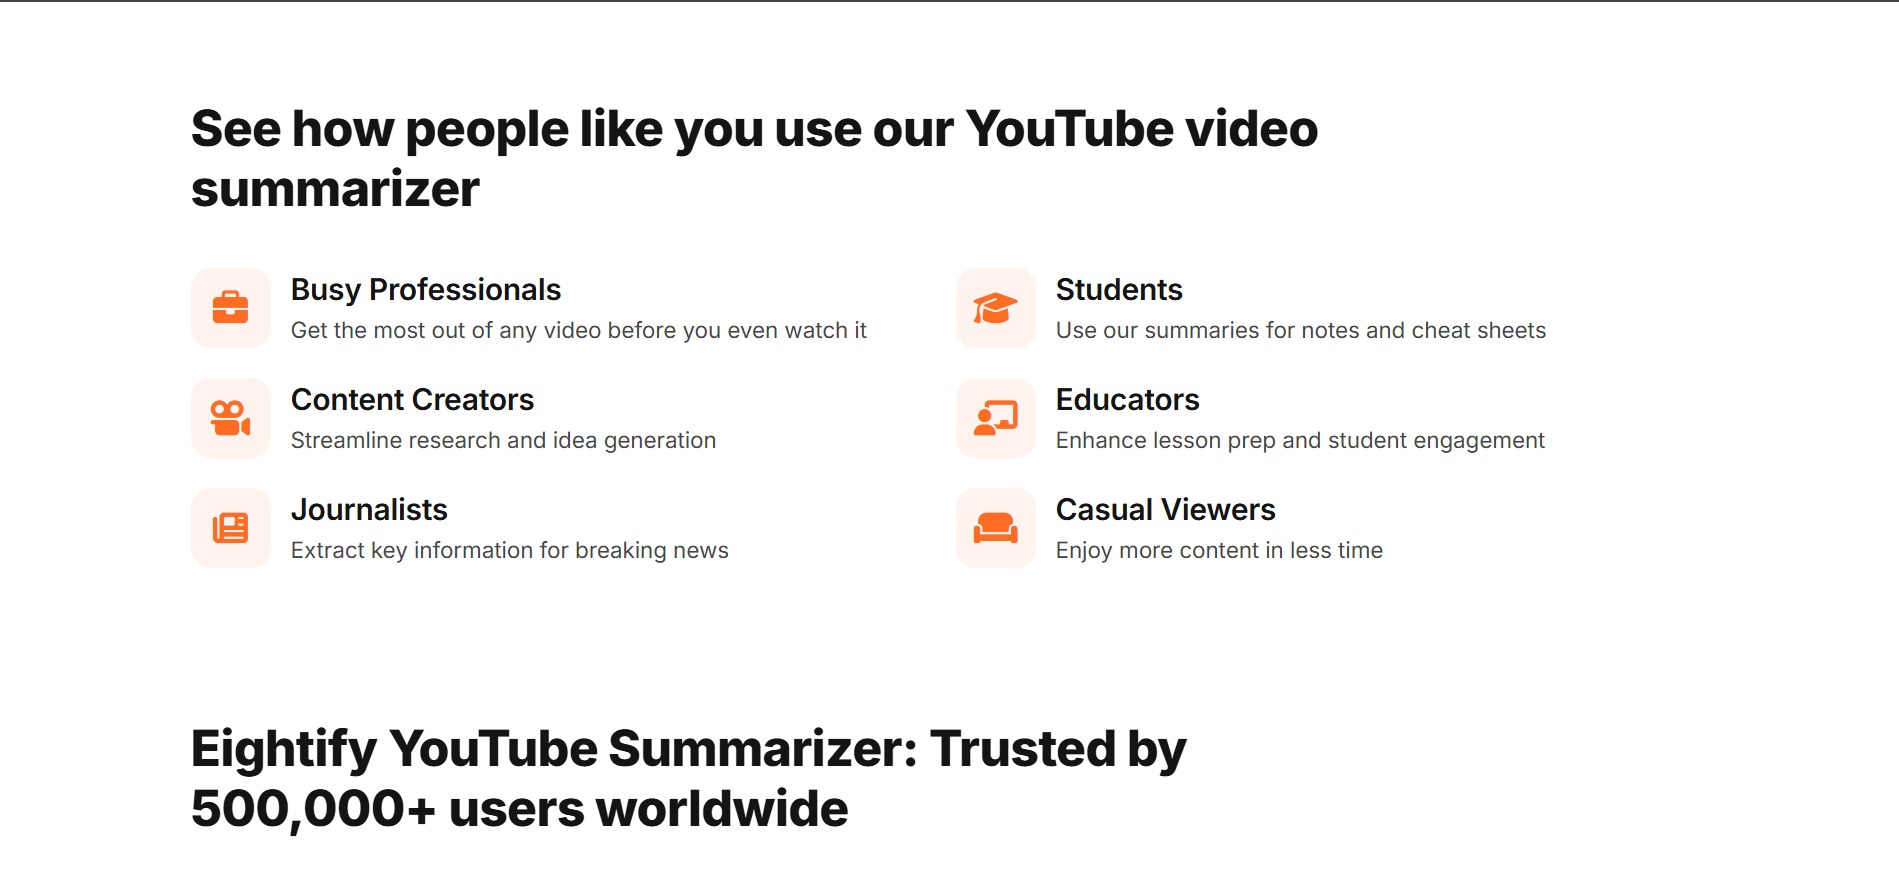 See how people like you use our YouTube video
summarizer
Busy Professionals
Get the most out of any video before you even watch it
Students
Use our summaries for notes and cheat sheets
Content Creators
Streamline research and idea generation
Educators
Enhance lesson prep and student engagement
Journalists
Extract key information for breaking news
Casual Viewers
Enjoy more content in less time
Eightify YouTube Summarizer: Trusted by
500,000+ users worldwide